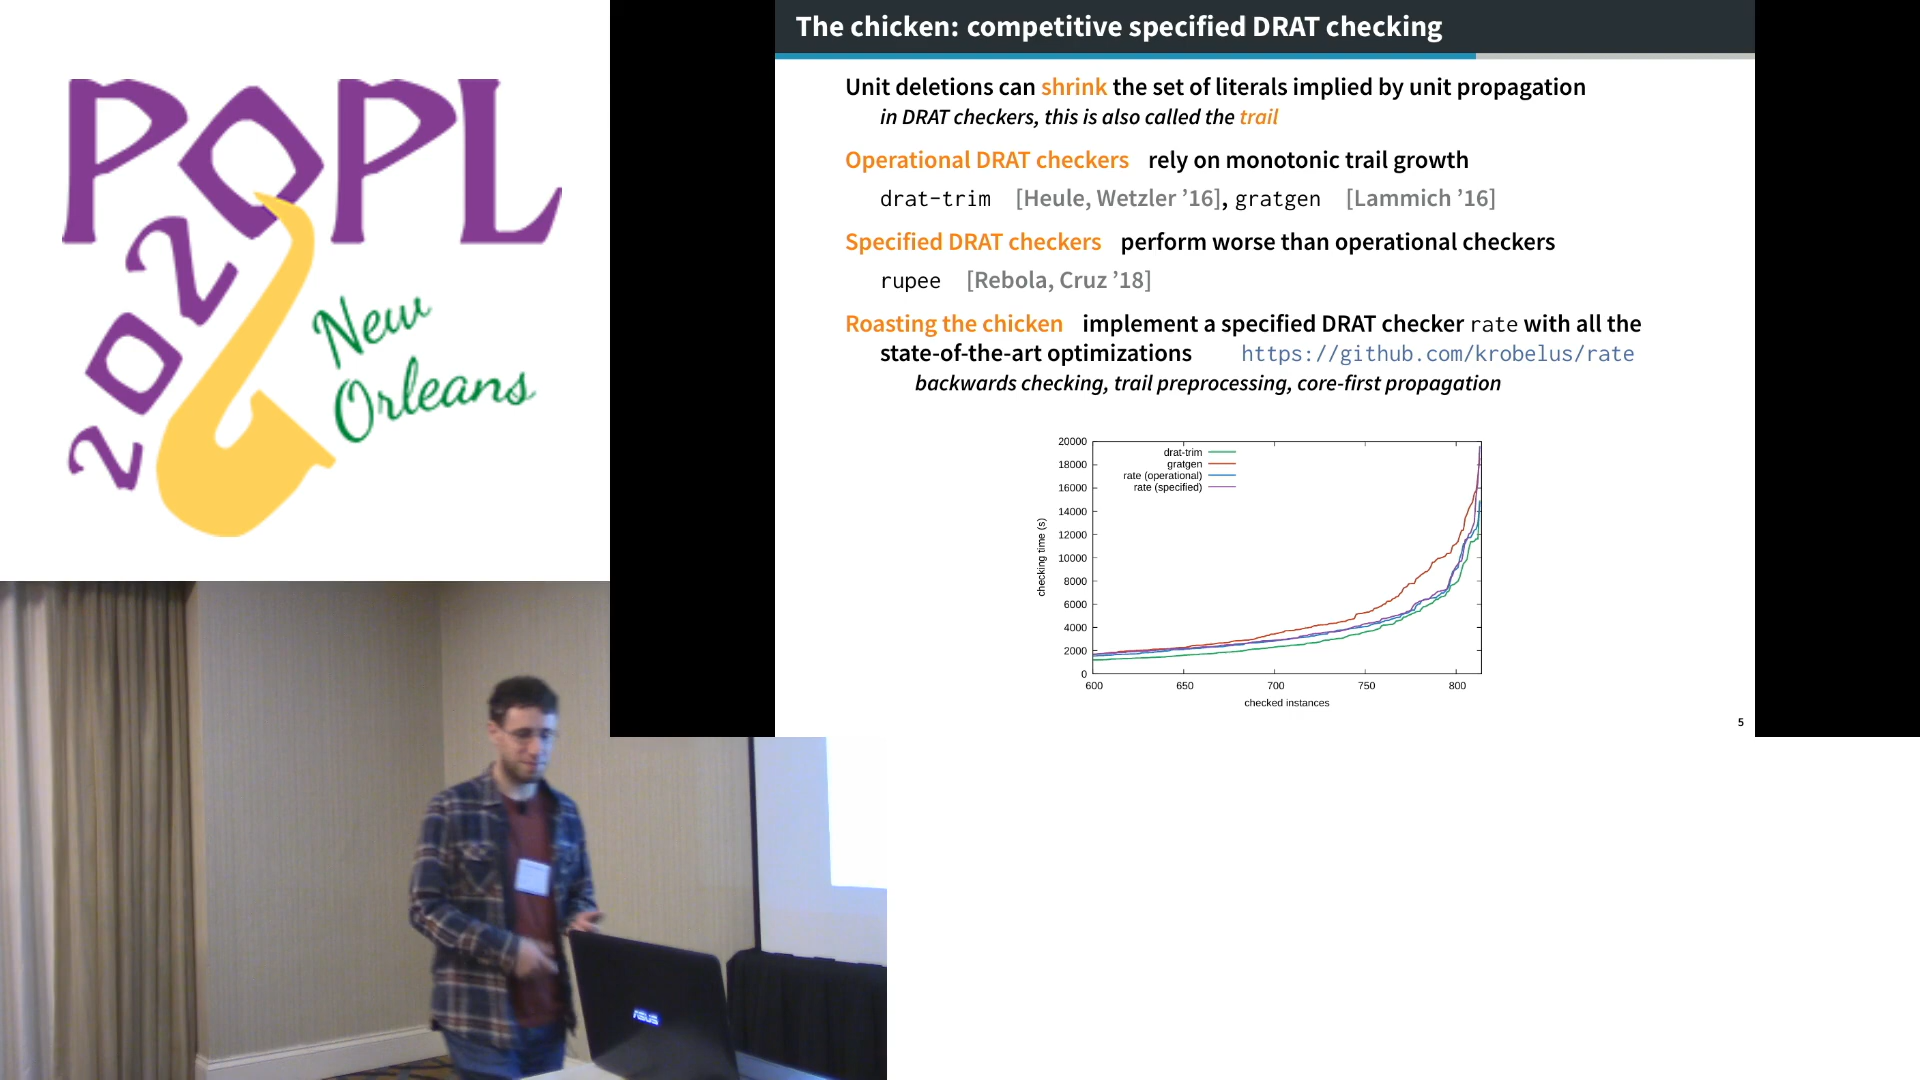 POPL
2020
New
Orleans
The chicken: competitive specified DRAT checking
Unit deletions can shrink the set of literals implied by unit propagation
in DRAT checkers, this is also called the trail
Operational DRAT checkers rely on monotonic trail growth
drat-trim [Heule, Wetzler ’16], gratgen [Lammich ’16]
Specified DRAT checkers perform worse than operational checkers
rupee [Rebola, Cruz ’18]
Roasting the chicken implement a specified DRAT checker rate with all the
state-of-the-art optimizations https://github.com/krobelus/rate
backwards checking, trail preprocessing, core-first propagation
drat-trim
gratgen
rate (operational)
rate (specified)
20000
18000
16000
14000
12000
10000
8000
6000
4000
2000
0
checking time (s)
600 650 700 750 800
checked instances
5
ASUS